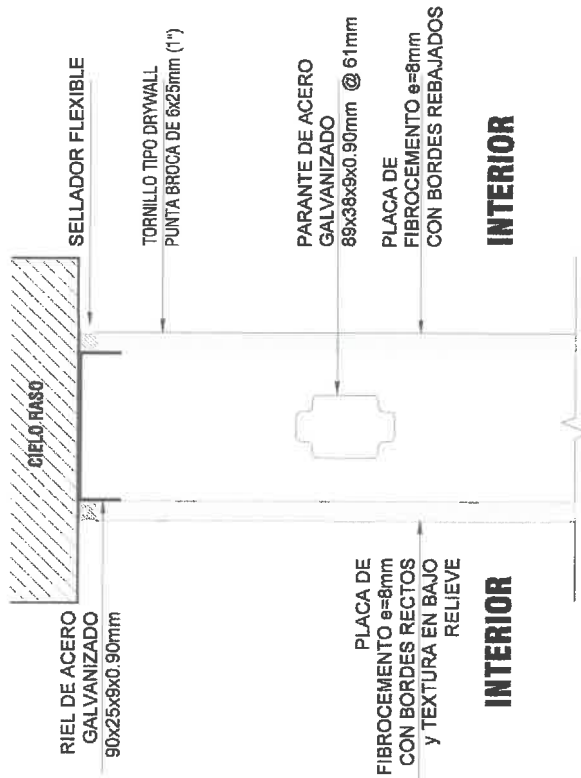 CIELO RASO
RIEL DE ACERO
GALVANIZADO
90x25x9x0.90mm
PLACA DE
FIBROCEMENTO e=8mm
CON BORDES RECTOS
y TEXTURA EN BAJO
RELIEVE
INTERIOR
SELLADOR FLEXIBLE
TORNILLO TIPO DRYWALL
PUNTA BROCA DE 6x25mm (1")
PARANTE DE ACERO
GALVANIZADO
89x38x9x0.90mm @ 61mm
PLACA DE
FIBROCEMENTO e=8mm
CON BORDES REBAJADOS
INTERIOR